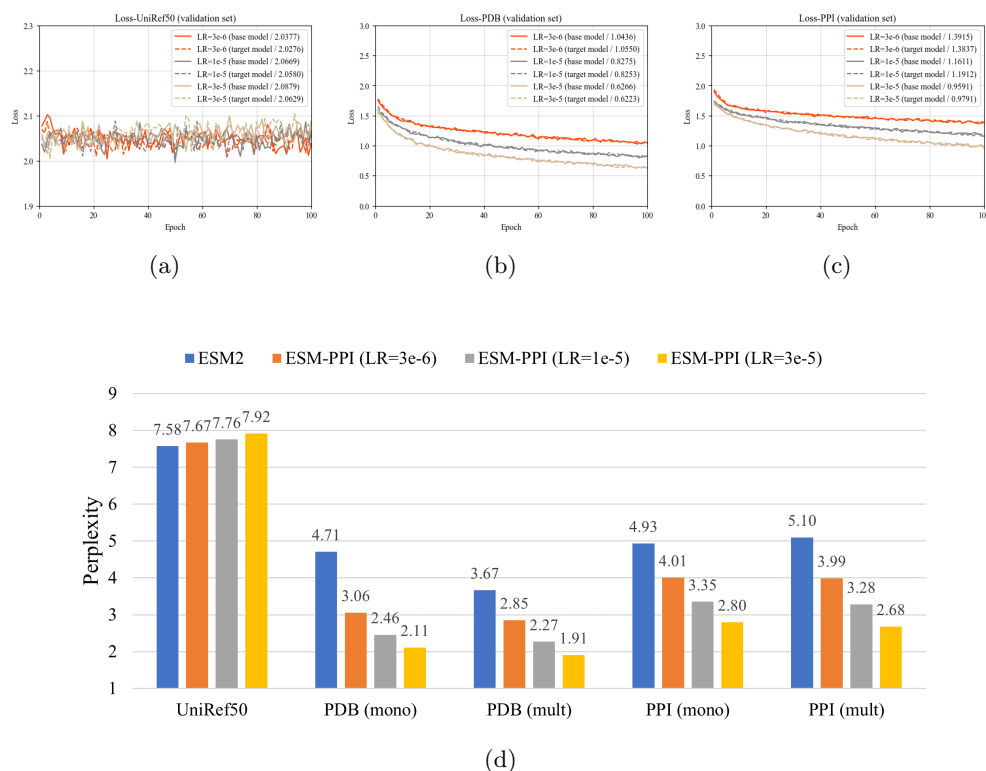 Loss-UniRef50 (validation set)
2.3
2.2
2.1
2.0
1.9
Loss
0 20 40 60 80 100
Epoch
LR=3e-6 (base model / 2.0377)
LR=3e-6 (target model / 2.0276)
LR=1e-5 (base model / 2.0669)
LR=1e-5 (target model / 2.0580)
LR=3e-5 (base model / 2.0879)
LR=3e-5 (target model / 2.0629)
(a)
Loss-PDB (validation set)
3.0
2.5
2.0
1.5
1.0
0.5
0.0
Loss
0 20 40 60 80 100
Epoch
LR=3e-6 (base model / 1.0436)
LR=3e-6 (target model / 1.0550)
LR=1e-5 (base model / 0.8275)
LR=1e-5 (target model / 0.8253)
LR=3e-5 (base model / 0.6266)
LR=3e-5 (target model / 0.6223)
(b)
Loss-PPI (validation set)
3.0
2.5
2.0
1.5
1.0
0.5
0.0
Loss
0 20 40 60 80 100
Epoch
LR=3e-6 (base model / 1.3915)
LR=3e-6 (target model / 1.3837)
LR=1e-5 (base model / 1.1611)
LR=1e-5 (target model / 1.1912)
LR=3e-5 (base model / 0.9591)
LR=3e-5 (target model / 0.9791)
(c)
ESM2 ESM-PPI (LR=3e-6) ESM-PPI (LR=1e-5) ESM-PPI (LR=3e-5)
Perplexity
9
8
7
6
5
4
3
2
1
7.58 7.67 7.76 7.92
4.71 3.06 2.46 2.11
3.67 2.85 2.27 1.91
4.93 4.01 3.35 2.80
5.10 3.99 3.28 2.68
UniRef50 PDB (mono) PDB (mult) PPI (mono) PPI (mult)
(d)